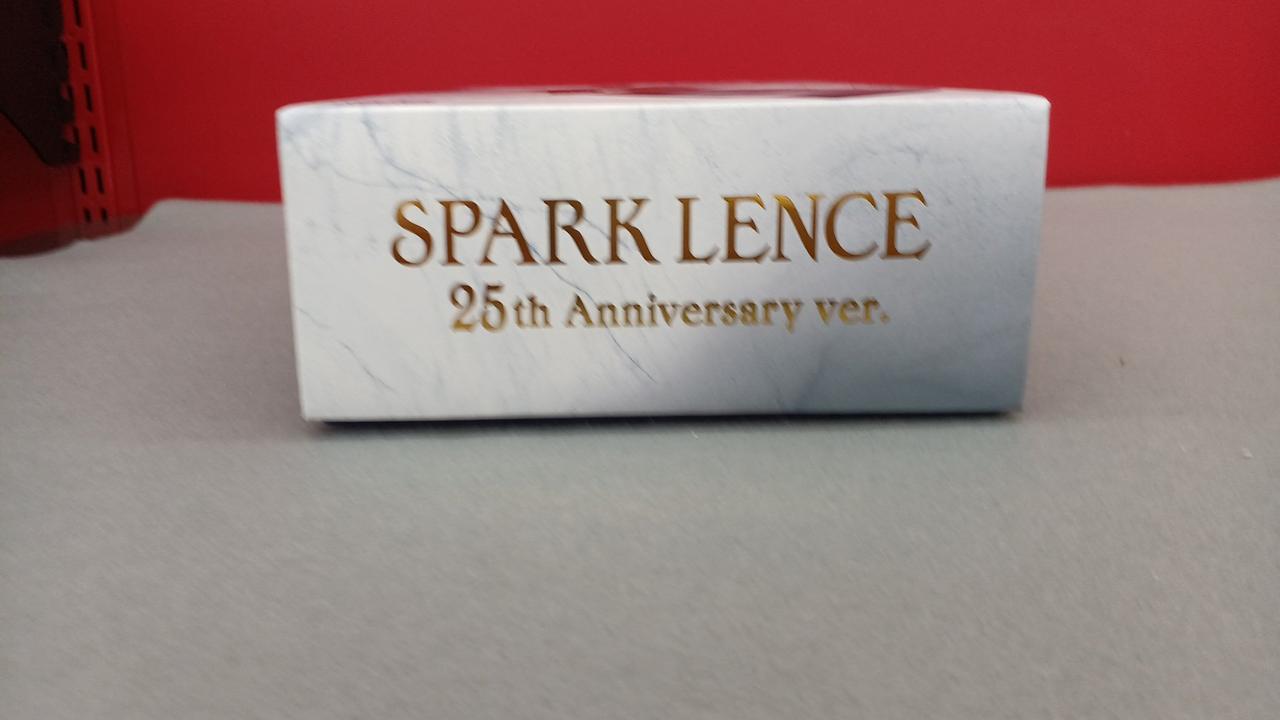 SPARK LENCE
25th Anniversary ver.